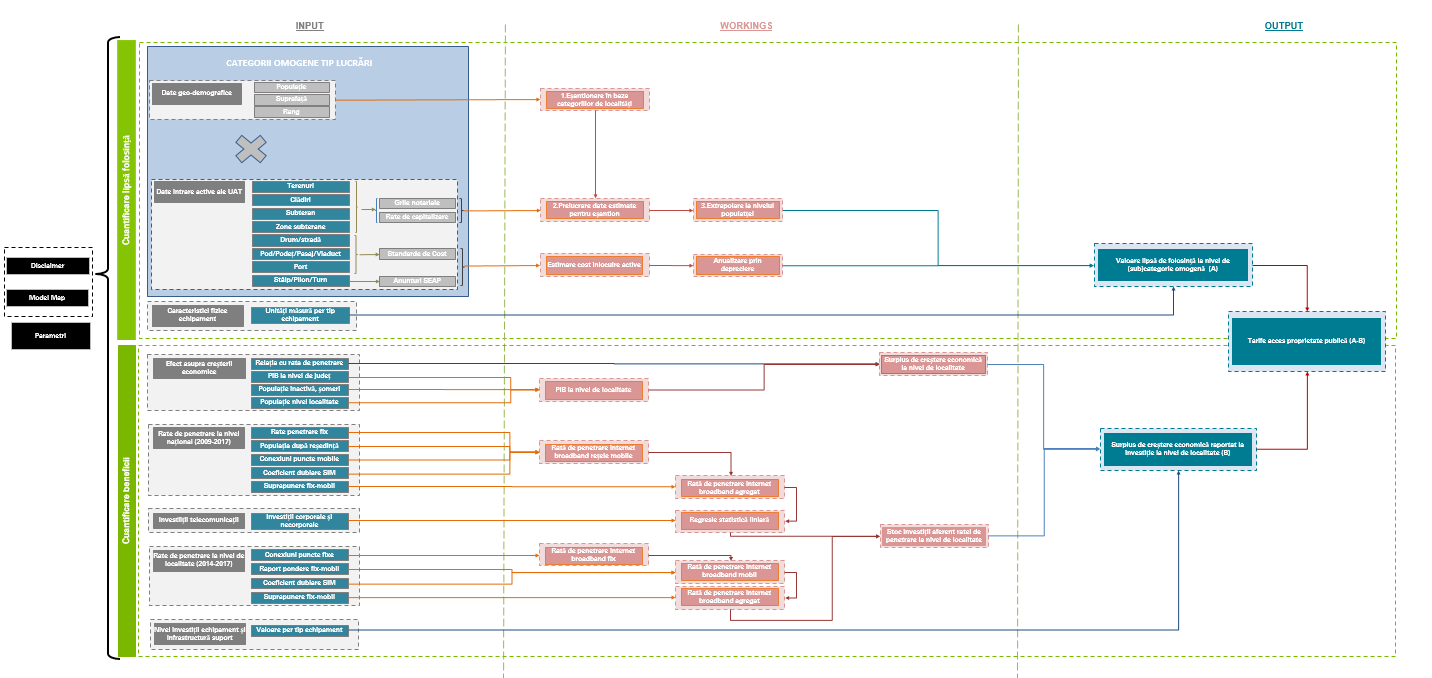 INPUT
WORKINGS
OUTPUT
Cuantificare lipsă folosință
CATEGORII OMOGENE TIP LUCRĂRI
Date geo-demografice
Populație
Suprafață
Rang
1.Eșantionare în baza
categoriilor de localități
Date intrare active ale UAT
Terenuri
Clădiri
Subteran
Zone subterane
Drum/stradă
Pod/Podeț/Pasaj/Viaduct
Port
Stâlp/Pilon/Turn
Grile notariale
Rate de capitalizare
Standarde de Cost
Anunturi SEAP
2.Prelucrare date estimate
pentru eșantion
3.Extrapolare la nivelul
populației
Estimare cost inlocuire active
Anualizare prin
depreciere
Valoare lipsă de folosință la nivel de
(sub)categorie omogenă (A)
Caracteristici fizice
echipament
Unități măsură per tip
echipament
Disclaimer
Model Map
Parametri
Tarife acces proprietate publică (A-B)
Cuantificare beneficii
Efect asupra creșterii
economice
Relația cu rata de penetrare
PIB la nivel de județ
Populație inactivă, șomeri
Populație nivel localitate
PIB la nivel de localitate
Surplus de creștere economică
la nivel de localitate
Rate de penetrare la nivel
național (2009-2017)
Rate penetrare fix
Populația după reședință
Conexiuni puncte mobile
Coeficient dublare SIM
Suprapunere fix-mobil
Rată de penetrare internet
broadband rețele mobile
Rată de penetrare internet
broadband agregat
Surplus de creștere economică raportat la
investiție la nivel de localitate (B)
Investiții telecomunicații
Investiții corporale și
necorporale
Regresie statistică liniară
Stoc investiții aferent ratei de
penetrare la nivel de localitate
Rate de penetrare la nivel de
localitate (2014-2017)
Conexiuni puncte fixe
Raport pondere fix-mobil
Coeficient dublare SIM
Suprapunere fix-mobil
Rată de penetrare internet
broadband fix
Rată de penetrare internet
broadband mobil
Rată de penetrare internet
broadband agregat
Nivel investiții echipament și
infrastructură suport
Valoare per tip echipament